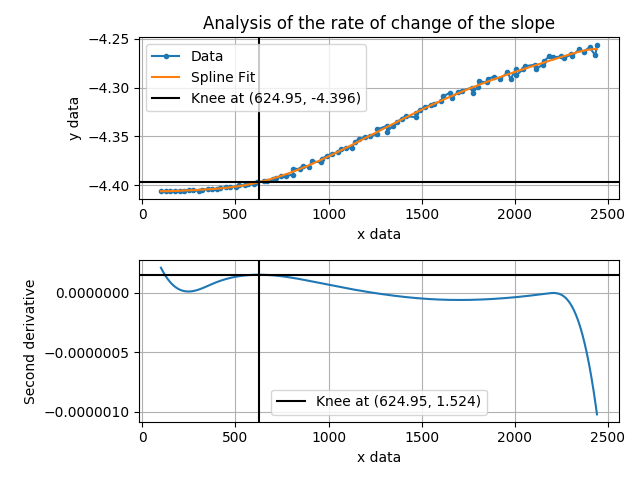 Analysis of the rate of change of the slope
−4.25
−4.30
−4.35
−4.40
y data
Data
Spline Fit
Knee at (624.95, -4.396)
0
500
1000
1500
2000
2500
x data
0.0000000
−0.0000005
−0.0000010
Second derivative
Knee at (624.95, 1.524)
0
500
1000
1500
2000
2500
x data